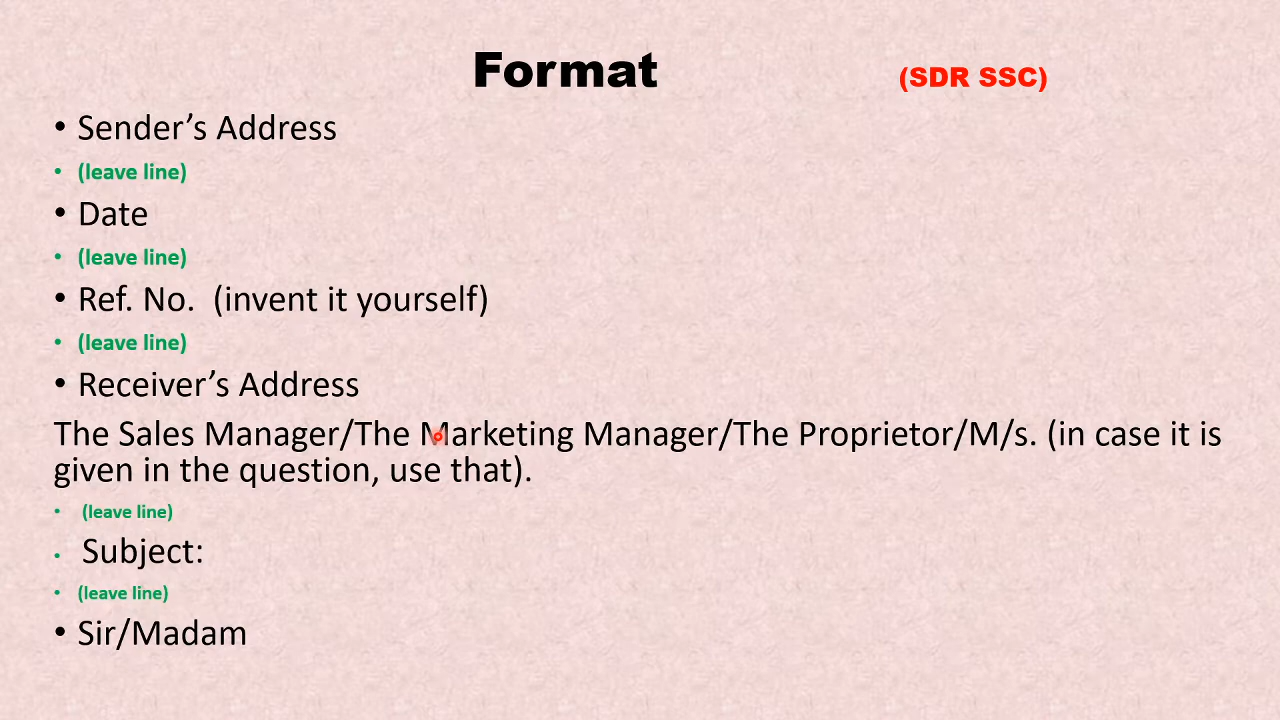 Format (SDR SSC)
• Sender’s Address
• (leave line)
• Date
• (leave line)
• Ref. No. (invent it yourself)
• (leave line)
• Receiver’s Address
The Sales Manager/The Marketing Manager/The Proprietor/M/s. (in case it is
given in the question, use that).
• (leave line)
• Subject:
• (leave line)
• Sir/Madam